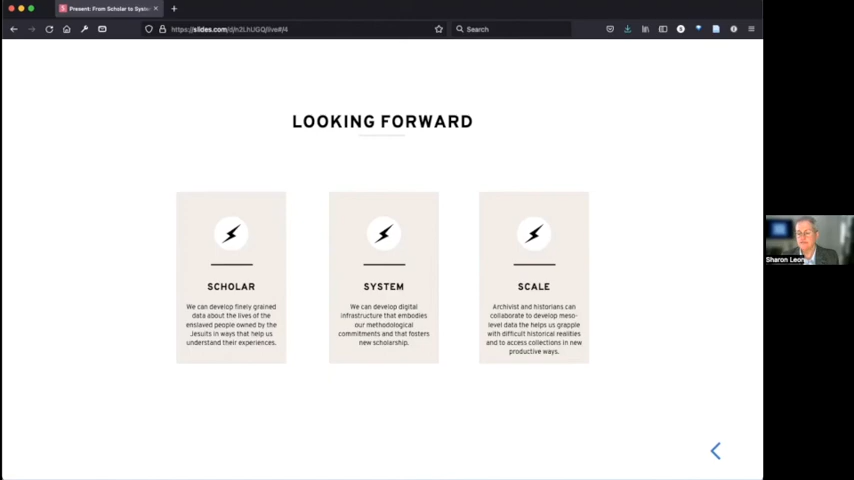 Present: From Scholar to System
https://slides.com/d/n2LhUGQ/live#/4
Search
LOOKING FORWARD
SCHOLAR
We can develop finely grained
data about the lives of the
enslaved people owned by the
Jesuits in ways that help us
understand their experiences.
SYSTEM
We can develop digital
infrastructure that embodies
our methodological
commitments and that fosters
new scholarship.
SCALE
Archivist and historians can
collaborate to develop meso-
level data the helps us grapple
with difficult historical realities
and to access collections in new
productive ways.
Sharon Leon